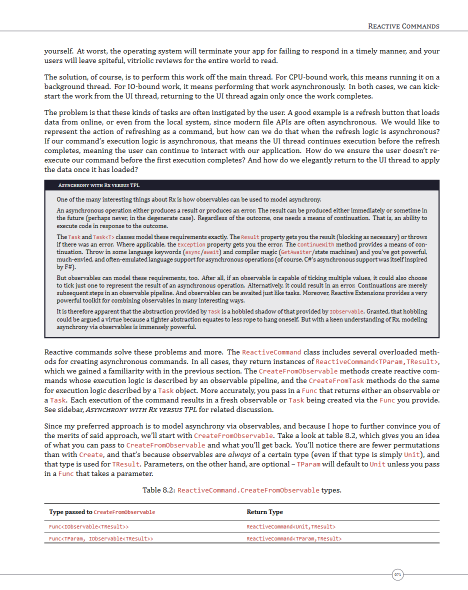 Reactive Commands
yourself. At worst, the operating system will terminate your app for failing to respond in a timely manner, and your
users will leave spiteful, vitriolic reviews for the entire world to read.
The solution, of course, is to perform this work off the main thread. For CPU-bound work, this means running it on a
background thread. For IO-bound work, it means performing that work asynchronously. In both cases, we can kick-
start the work from the UI thread, returning to the UI thread again only once the work completes.
The problem is that these kinds of tasks are often instigated by the user. A good example is a refresh button that loads
data from online, or even from the local system, since modern file APIs are often asynchronous. We would like to
represent the action of refreshing as a command, but how can we do that when the refresh logic is asynchronous?
If our command's execution logic is asynchronous, that means the UI thread continues execution before the refresh
completes, meaning the user can continue to interact with our application. How do we ensure the user doesn't re-
execute our command before the first execution completes? And how do we elegantly return to the UI thread to apply
the data once it has loaded?
Asynchrony with Rx versus TPL
One of the many interesting things about Rx is how observables can be used to model asynchrony.
An asynchronous operation either produces a result or produces an error. The result can be produced either immediately or sometime in
the future (perhaps never, in the degenerate case). Regardless of the outcome, one needs a means of continuation. That is, an ability to
execute code in response to the outcome.
The Task and Task<T> classes model these requirements exactly. The Result property gets you the result (blocking as necessary) or throws
if there was an error. Where applicable, the Exception property gets you the error. The ContinueWith method provides a means of con-
tinuation. Throw in some language keywords (async/await) and compiler magic (GetAwaiter/state machines) and you've got powerful,
much-envied, and often-emulated language support for asynchronous operations (of course, C#'s asynchronous support was itself inspired
by F#).
But observables can model these requirements, too. After all, if an observable is capable of ticking multiple values, it could also choose
to tick just one to represent the result of an asynchronous operation. Alternatively, it could result in an error. Continuations are merely
subsequent steps in an observable pipeline. And observables can be awaited just like tasks. Moreover, Reactive Extensions provides a very
powerful toolkit for combining observables in many interesting ways.
It is therefore apparent that the abstraction provided by Task is a hobbled shadow of that provided by IObservable. Granted, that hobbling
could be argued a virtue because a tighter abstraction equates to less rope to hang oneself. But with a keen understanding of Rx, modeling
asynchrony via observables is immensely powerful.
Reactive commands solve these problems and more. The ReactiveCommand class includes several overloaded meth-
ods for creating asynchronous commands. In all cases, they return instances of ReactiveCommand<TParam,TResult>,
which we gained a familiarity with in the previous section. The CreateFromObservable methods create reactive com-
mands whose execution logic is described by an observable pipeline, and the CreateFromTask methods do the same
for execution logic described by a Task object. More accurately, you pass in a Func that returns either an observable or
a Task. Each execution of the command results in a fresh observable or Task being created via the Func you provide.
See sidebar, Asynchrony with Rx versus TPL for related discussion.
Since my preferred approach is to model asynchrony via observables, and because I hope to further convince you of
the merits of said approach, we'll start with CreateFromObservable. Take a look at table 8.2, which gives you an idea
of what you can pass to CreateFromObservable and what you'll get back. You'll notice there are fewer permutations
than with Create, and that's because observables are always of a certain type (even if that type is simply Unit), and
that type is used for TResult. Parameters, on the other hand, are optional – TParam will default to Unit unless you pass
in a Func that takes a parameter.
Table 8.2: ReactiveCommand.CreateFromObservable types.
Type passed to CreateFromObservable Return Type
Func<IObservable<TResult>> ReactiveCommand<Unit,TResult>
Func<TParam, IObservable<TResult>> ReactiveCommand<TParam,TResult>